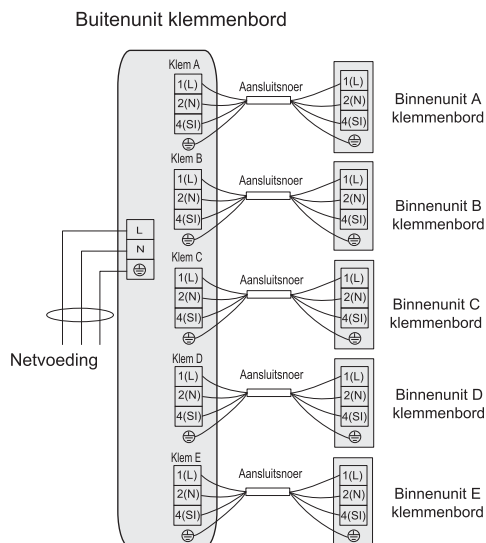 Buitenunit klemmenbord
Klem A
1(L)
2(N)
4(SI)
Aansluitsnoer
1(L)
2(N)
4(SI)
Binnenunit A
klemmenbord
Klem B
1(L)
2(N)
4(SI)
Aansluitsnoer
1(L)
2(N)
4(SI)
Binnenunit B
klemmenbord
L
N
Netvoeding
Klem C
1(L)
2(N)
4(SI)
Aansluitsnoer
1(L)
2(N)
4(SI)
Binnenunit C
klemmenbord
Klem D
1(L)
2(N)
4(SI)
Aansluitsnoer
1(L)
2(N)
4(SI)
Binnenunit D
klemmenbord
Klem E
1(L)
2(N)
4(SI)
Aansluitsnoer
1(L)
2(N)
4(SI)
Binnenunit E
klemmenbord